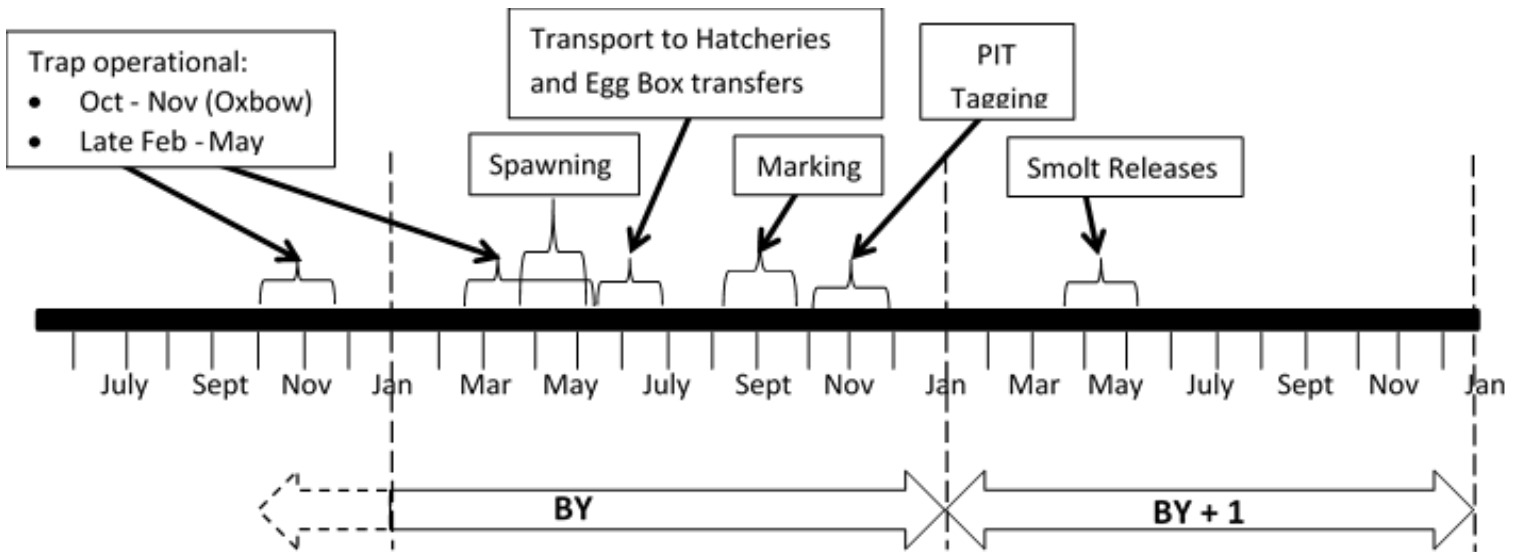 Trap operational:
• Oct - Nov (Oxbow)
• Late Feb - May
Transport to Hatcheries
and Egg Box transfers
PIT
Tagging
Spawning
Marking
Smolt Releases
July Sept Nov Jan Mar May July Sept Nov Jan Mar May July Sept Nov Jan
BY
BY + 1